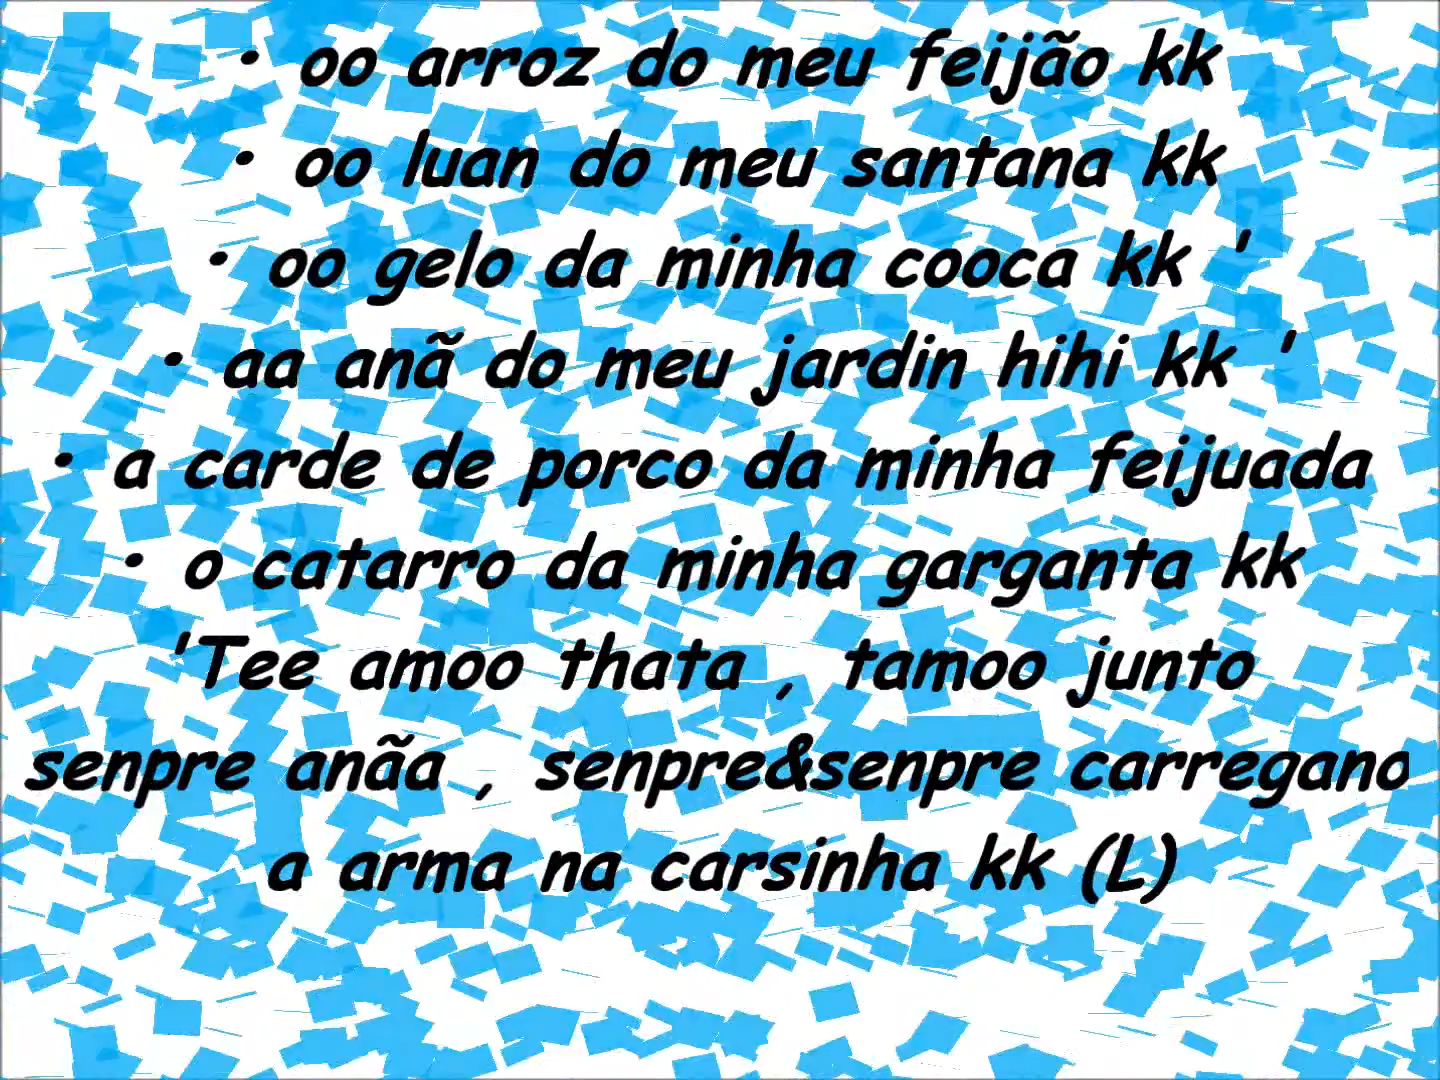 • oo arroz do meu feijão kk
• oo luan do meu santana kk
• oo gelo da minha cooca kk '
• aa anã do meu jardin hihi kk '
• a carde de porco da minha feijuada
• o catarro da minha garganta kk
'Tee amoo thata , tamoo junto
senpre anãa , senpre&senpre carregano
a arma na carsinha kk (L)